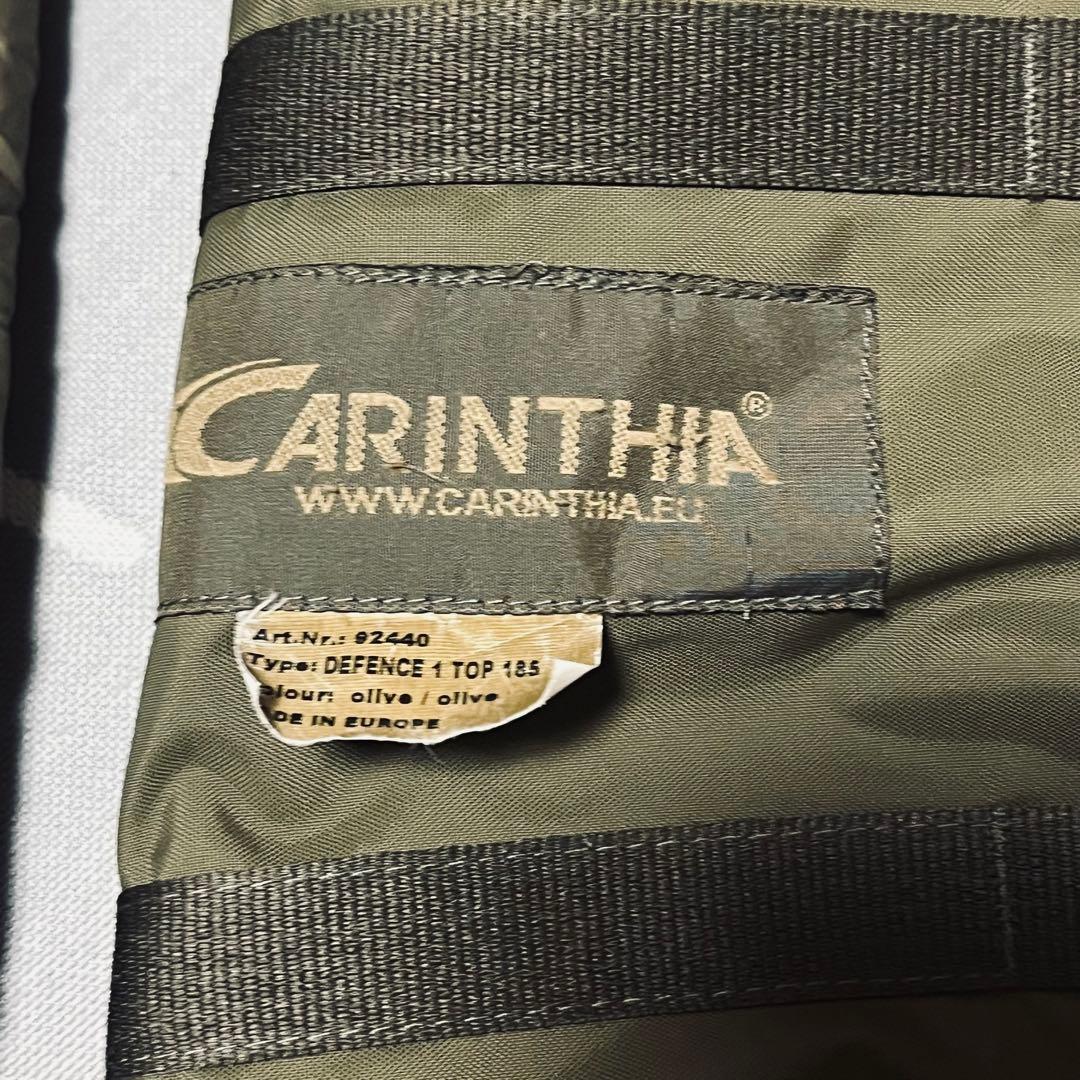 CARINTHIA®
WWW.CARINTHIA.EU
Art.Nr.: 92440
Type: DEFENCE 1 TOP 185
olour: olive / olive
DE IN EUROPE